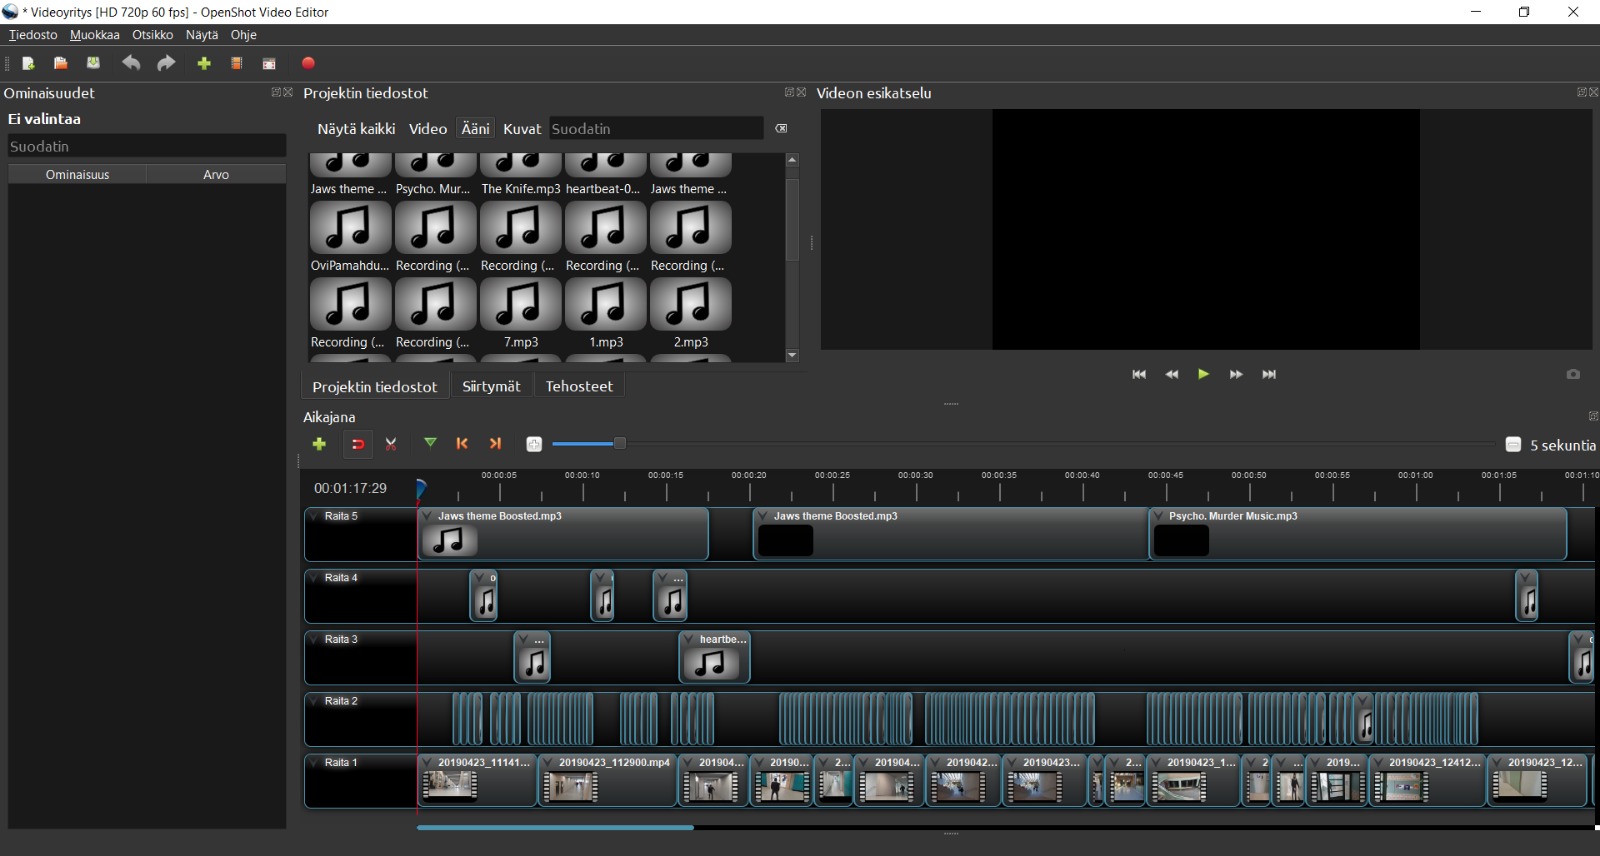 * Videoyritys [HD 720p 60 fps] - OpenShot Video Editor
Tiedosto Muokkaa Otsikko Näytä Ohje
Ominaisuudet
Ei valintaa
Suodatin
Ominaisuus Arvo
Projektin tiedostot
Näytä kaikki Video Ääni Kuvat Suodatin
Jaws theme ... Psycho. Mur... The Knife.mp3 heartbeat-0... Jaws theme ...
OviPamahdu... Recording (... Recording (... Recording (... Recording (...
Recording (... Recording (... 7.mp3 1.mp3 2.mp3
Projektin tiedostot Siirtymät Tehosteet
Videon esikatselu
Aikajana
5 sekuntia
00:01:17:29
00:00:05 00:00:10 00:00:15 00:00:20 00:00:25 00:00:30 00:00:35 00:00:40 00:00:45 00:00:50 00:00:55 00:01:00 00:01:05 00:01:10
Raita 5 Jaws theme Boosted.mp3 Jaws theme Boosted.mp3 Psycho. Murder Music.mp3
Raita 4 ...
Raita 3 ... heartbe...
Raita 2
Raita 1 20190423_11141... 20190423_112900.mp4 201904... 20190... 2... 201904... 2019042... 20190423... 2... 20190423_1... 2 ... 2019... 20190423_12412... 20190423_12...